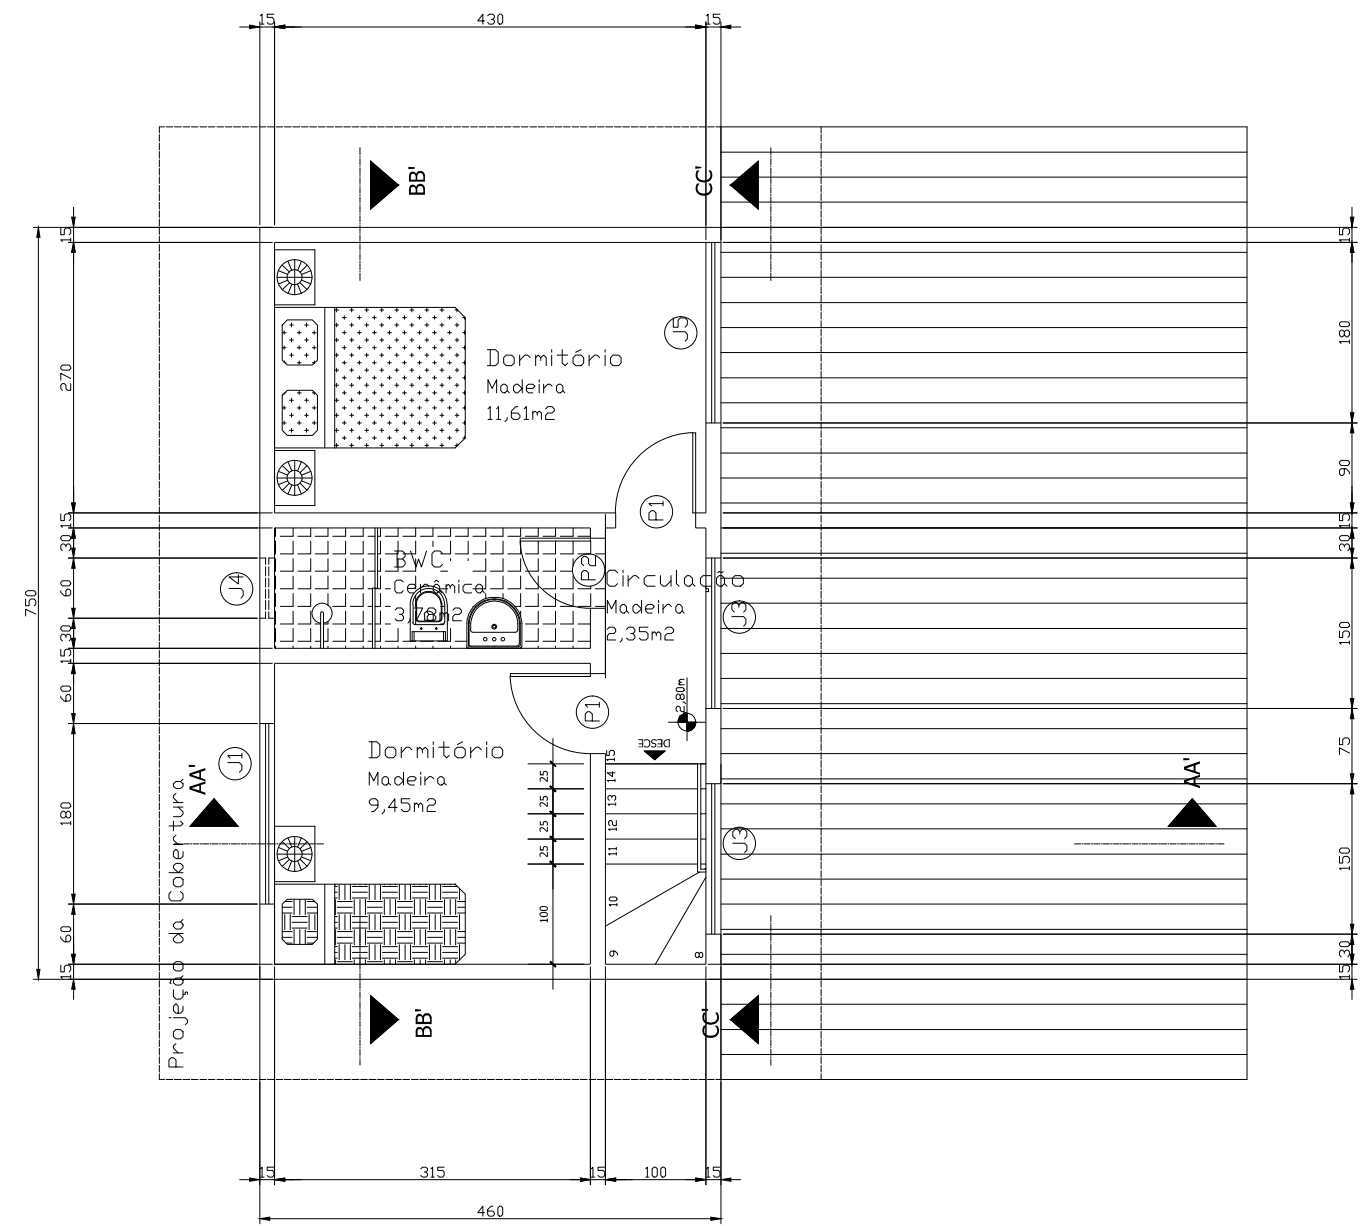 15 430 15
BB'
CC'
15
15
J5
180
270
Dormitório
Madeira
11,61m2
90
P1
15
15
30
30
BWC
Cerâmica
3,78m2
P2
Circulação
Madeira
2,35m2
J4
60
J3
750
30
150
15
60
P1
2,80m
DESCE
75
J1
AA'
AA'
Dormitório
Madeira
9,45m2
15
25
14
25
13
25
12
25
11
180
J3
150
100
10
9
8
60
30
15
15
Projeção da Cobertura
BB'
CC'
15 315 15 100 15
460